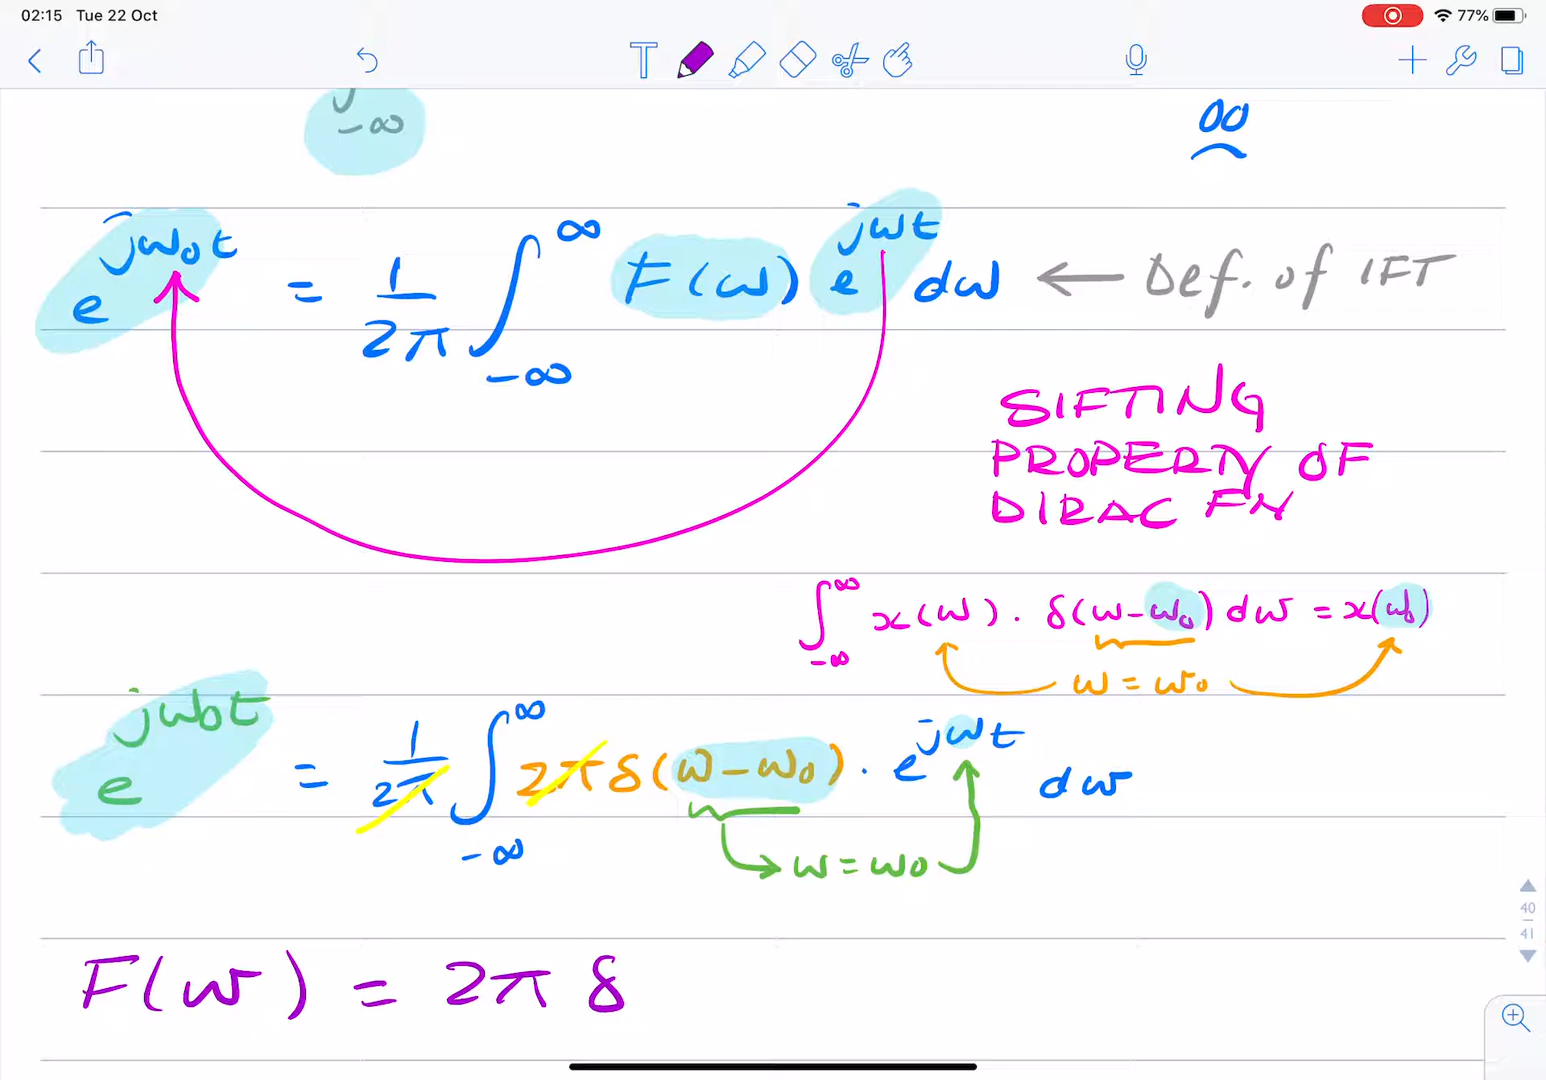 02:15 Tue 22 Oct 77%
T
-∞
e^{jω₀t} = 1/2π ∫_{-∞}^{∞} F(ω) e^{jωt} dω ← Def. of IFT
SIFTING
PROPERTY OF
DIRAC FN
∫_{-∞}^{∞} x(ω) . δ(ω-ω₀) dω = x(ω₀)
ω = ω₀
e^{jω₀t} = 1/2π ∫_{-∞}^{∞} 2π δ(ω-ω₀) . e^{jωt} dω
ω = ω₀
40
41
F(ω) = 2π δ